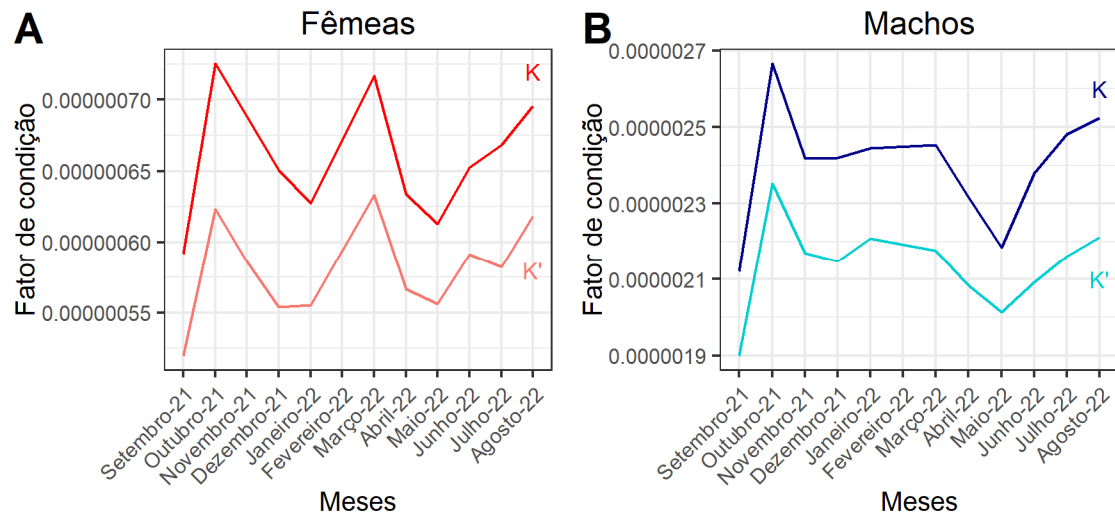 A
Fêmeas
Fator de condição
0.00000070
0.00000065
0.00000060
0.00000055
K
K'
Setembro-21
Outubro-21
Novembro-21
Dezembro-21
Janeiro-22
Fevereiro-22
Março-22
Abril-22
Maio-22
Junho-22
Julho-22
Agosto-22
Meses
B
Machos
Fator de condição
0.0000027
0.0000025
0.0000023
0.0000021
0.0000019
K
K'
Setembro-21
Outubro-21
Novembro-21
Dezembro-21
Janeiro-22
Fevereiro-22
Março-22
Abril-22
Maio-22
Junho-22
Julho-22
Agosto-22
Meses